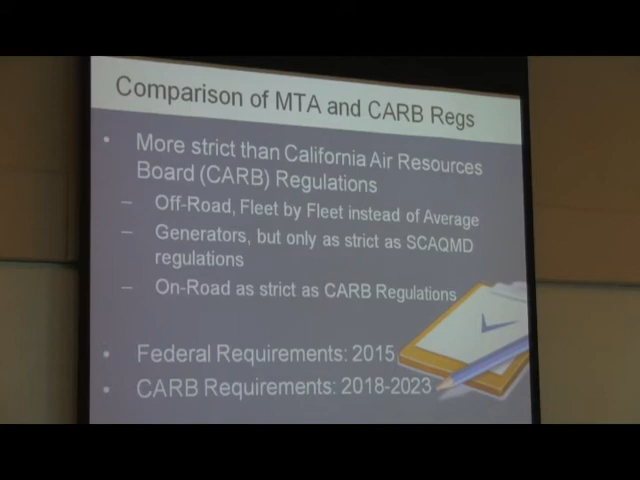 Comparison of MTA and CARB Regs
• More strict than California Air Resources
Board (CARB) Regulations
– Off-Road, Fleet by Fleet instead of Average
– Generators, but only as strict as SCAQMD
regulations
– On-Road as strict as CARB Regulations
• Federal Requirements: 2015
• CARB Requirements: 2018-2023